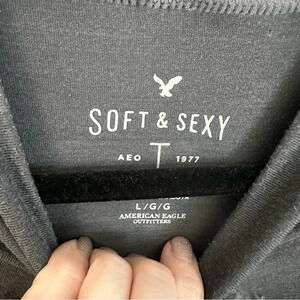 SOFT & SEXY
AEO T 1977
L/G/G
AMERICAN EAGLE
OUTFITTERS